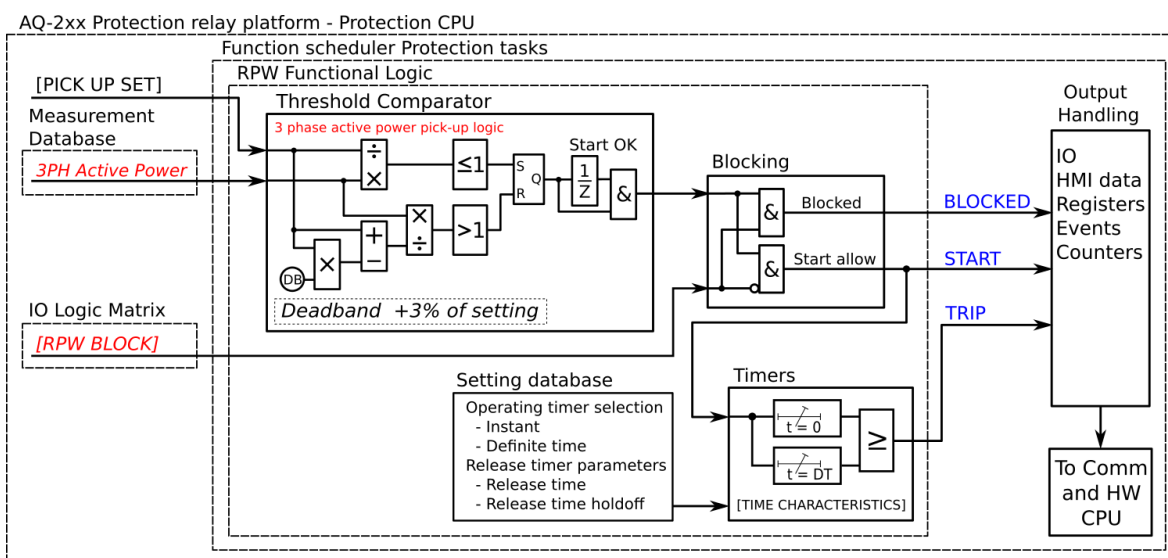 AQ-2xx Protection relay platform - Protection CPU
Function scheduler Protection tasks
RPW Functional Logic
[PICK UP SET]
Measurement
Database
3PH Active Power
Threshold Comparator
3 phase active power pick-up logic
÷
×
≤1
S
R
Q
Start OK
1
Z
&
×
÷
>1
+
−
×
DB
Deadband +3% of setting
Blocking
&
Blocked
&
Start allow
BLOCKED
START
TRIP
Output
Handling
IO
HMI data
Registers
Events
Counters
IO Logic Matrix
[RPW BLOCK]
Setting database
Operating timer selection
- Instant
- Definite time
Release timer parameters
- Release time
- Release time holdoff
Timers
t = 0
t = DT
≥
[TIME CHARACTERISTICS]
To Comm
and HW
CPU